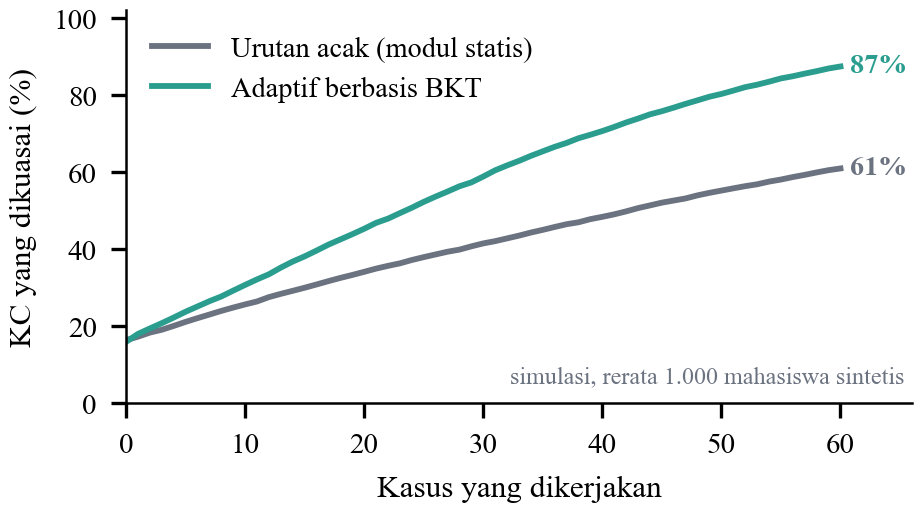 KC yang dikuasai (%)
100
80
60
40
20
0
Urutan acak (modul statis)
Adaptif berbasis BKT
87%
61%
simulasi, rerata 1.000 mahasiswa sintetis
0 10 20 30 40 50 60
Kasus yang dikerjakan